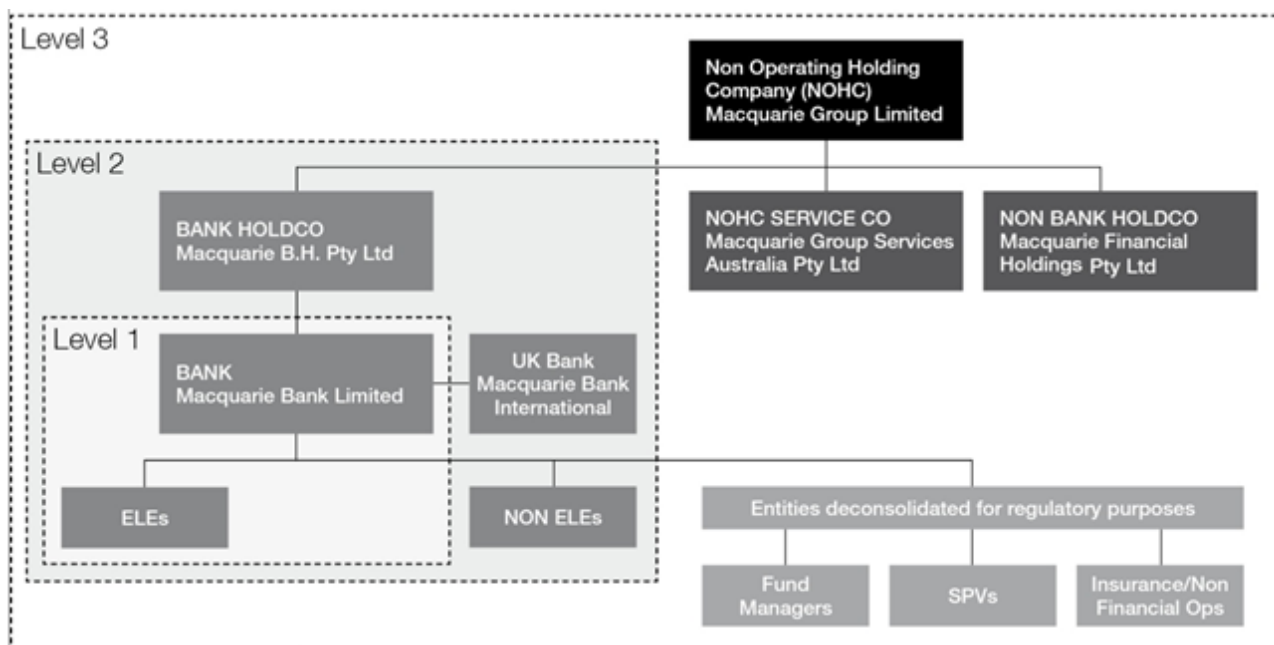 Level 3
Non Operating Holding
Company (NOHC)
Macquarie Group Limited
Level 2
BANK HOLDCO
Macquarie B.H. Pty Ltd
NOHC SERVICE CO
Macquarie Group Services
Australia Pty Ltd
NON BANK HOLDCO
Macquarie Financial
Holdings Pty Ltd
Level 1
BANK
Macquarie Bank Limited
UK Bank
Macquarie Bank
International
ELEs
NON ELEs
Entities deconsolidated for regulatory purposes
Fund
Managers
SPVs
Insurance/Non
Financial Ops